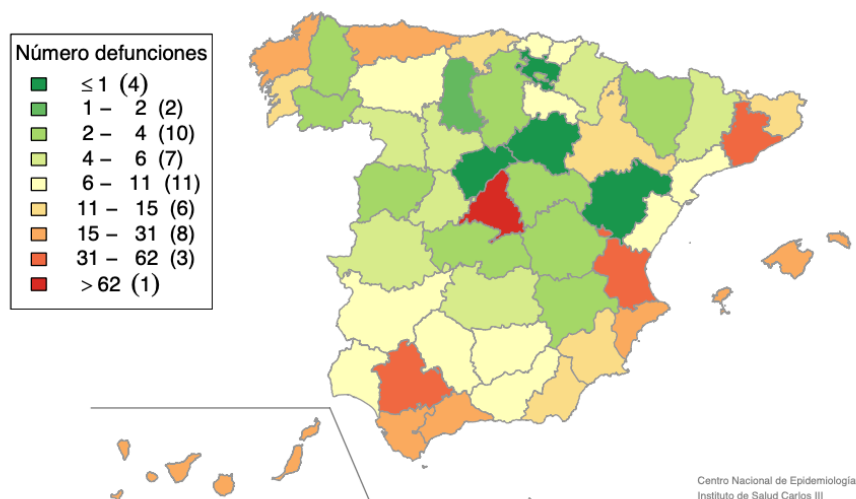 Número defunciones
≤ 1 (4)
1 – 2 (2)
2 – 4 (10)
4 – 6 (7)
6 – 11 (11)
11 – 15 (6)
15 – 31 (8)
31 – 62 (3)
> 62 (1)
Centro Nacional de Epidemiología
Instituto de Salud Carlos III